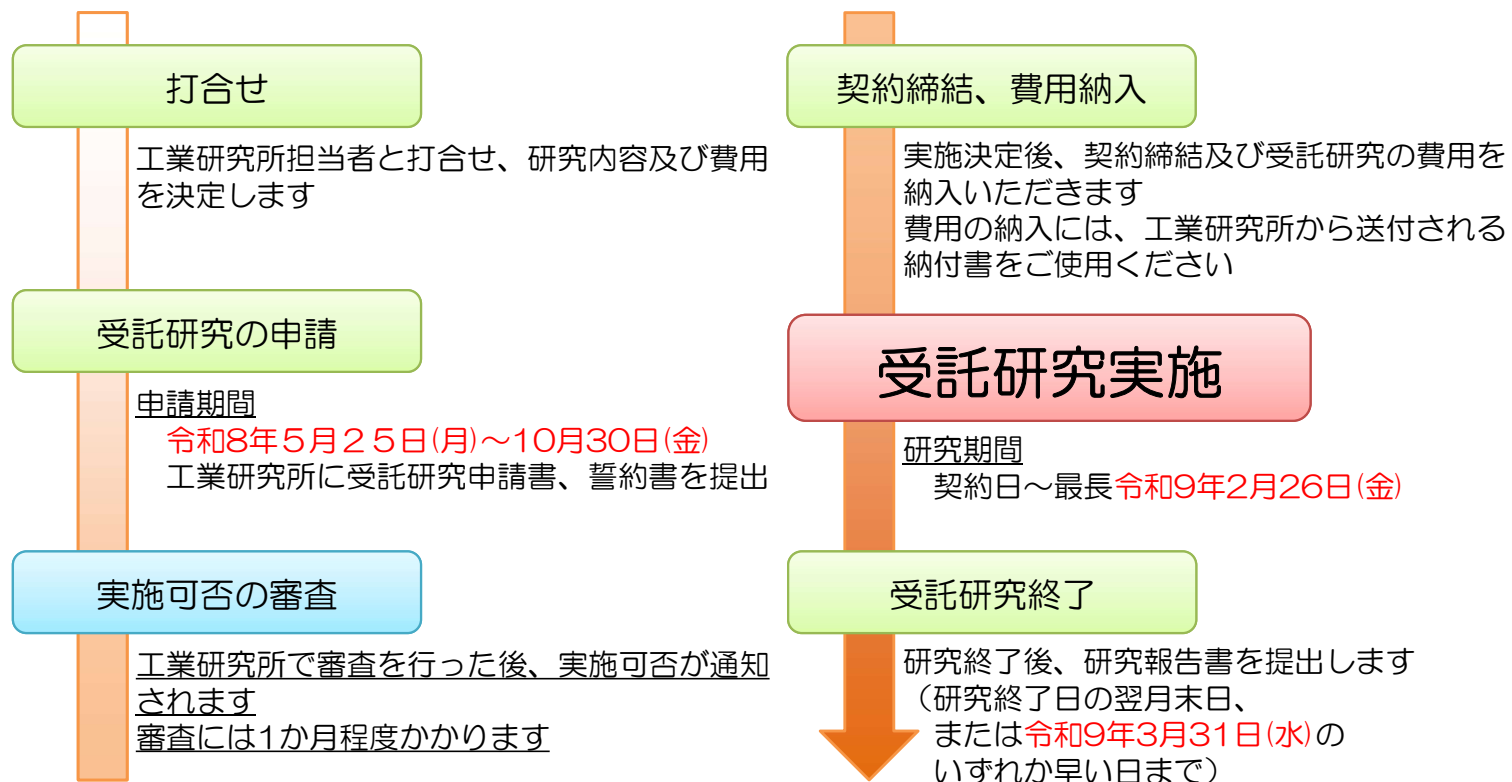 打合せ
工業研究所担当者と打合せ、研究内容及び費用
を決定します
受託研究の申請
申請期間
令和8年５月２５日(月)～10月30日(金)
工業研究所に受託研究申請書、誓約書を提出
実施可否の審査
工業研究所で審査を行った後、実施可否が通知
されます
審査には1か月程度かかります
契約締結、費用納入
実施決定後、契約締結及び受託研究の費用を
納入いただきます
費用の納入には、工業研究所から送付される
納付書をご使用ください
受託研究実施
研究期間
契約日～最長令和9年2月26日(金)
受託研究終了
研究終了後、研究報告書を提出します
（研究終了日の翌月末日、
または令和9年3月31日(水)の
いずれか早い日まで）